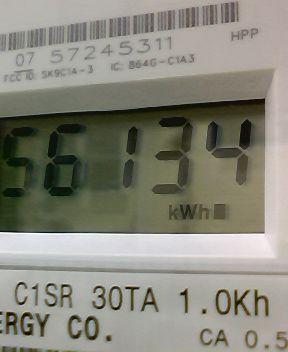 07 57245311
HPP
FCC ID: SK9C1A-3 IC: 864G-C1A3
56134
kWh
C1SR 30TA 1.0Kh
ERGY CO.
CA 0.5